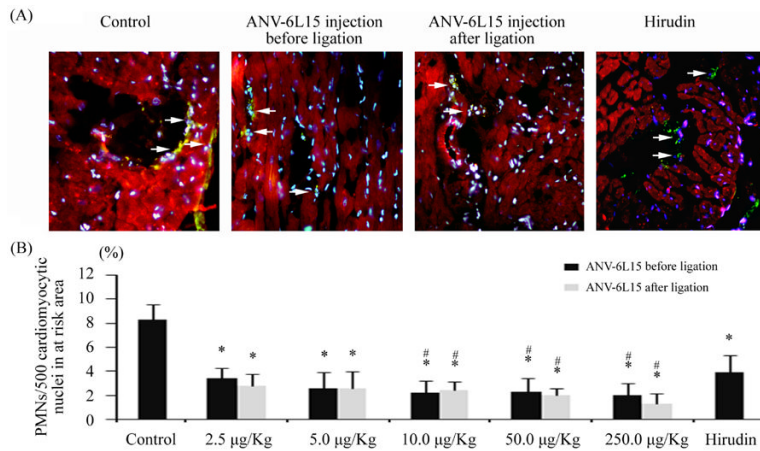 (A)
Control
ANV-6L15 injection
before ligation
ANV-6L15 injection
after ligation
Hirudin
(B)
(%)
PMNs/500 cardiomyocytic
nuclei in at risk area
12
10
8
6
4
2
0
ANV-6L15 before ligation
ANV-6L15 after ligation
* * * * # * # * # * # * # * # * *
Control 2.5 μg/Kg 5.0 μg/Kg 10.0 μg/Kg 50.0 μg/Kg 250.0 μg/Kg Hirudin